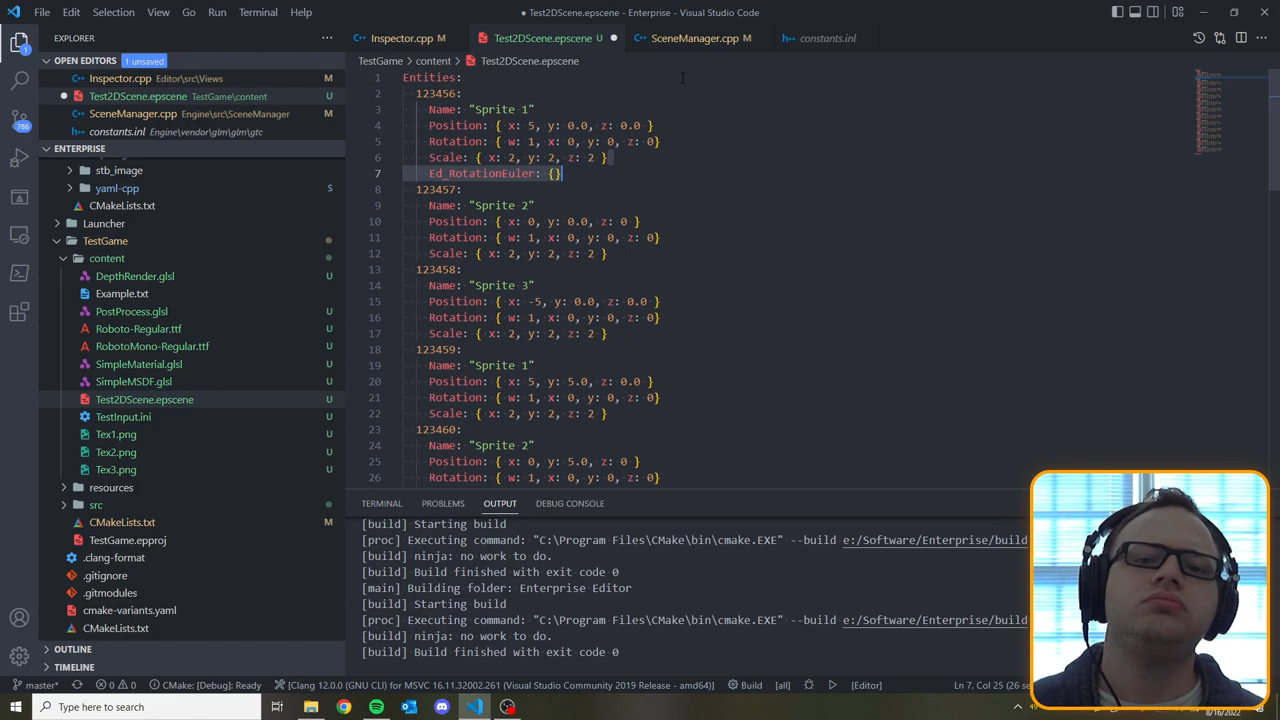 File Edit Selection View Go Run Terminal Help
● Test2DScene.epscene - Enterprise - Visual Studio Code
EXPLORER
Inspector.cpp M
Test2DScene.epscene U
SceneManager.cpp M
constants.inl
OPEN EDITORS 1 unsaved
Inspector.cpp Editor\src\Views M
Test2DScene.epscene TestGame\content U
SceneManager.cpp Engine\src\SceneManager M
constants.inl Engine\vendor\glm\glm\gtc
ENTERPRISE
stb_image
yaml-cpp
CMakeLists.txt
Launcher
TestGame
content
DepthRender.glsl U
Example.txt
PostProcess.glsl U
Roboto-Regular.ttf U
RobotoMono-Regular.ttf U
SimpleMaterial.glsl U
SimpleMSDF.glsl U
Test2DScene.epscene U
TestInput.ini U
Tex1.png U
Tex2.png U
Tex3.png U
resources
src
CMakeLists.txt M
TestGame.epproj
.clang-format
.gitignore
.gitmodules
cmake-variants.yaml
CMakeLists.txt
OUTLINE
TIMELINE
1
786
TestGame > content > Test2DScene.epscene
1 Entities:
2 123456:
3 Name: "Sprite 1"
4 Position: { x: 5, y: 0.0, z: 0.0 }
5 Rotation: { w: 1, x: 0, y: 0, z: 0}
6 Scale: { x: 2, y: 2, z: 2 }
7 Ed_RotationEuler: {}
8 123457:
9 Name: "Sprite 2"
10 Position: { x: 0, y: 0.0, z: 0 }
11 Rotation: { w: 1, x: 0, y: 0, z: 0}
12 Scale: { x: 2, y: 2, z: 2 }
13 123458:
14 Name: "Sprite 3"
15 Position: { x: -5, y: 0.0, z: 0.0 }
16 Rotation: { w: 1, x: 0, y: 0, z: 0}
17 Scale: { x: 2, y: 2, z: 2 }
18 123459:
19 Name: "Sprite 1"
20 Position: { x: 5, y: 5.0, z: 0.0 }
21 Rotation: { w: 1, x: 0, y: 0, z: 0}
22 Scale: { x: 2, y: 2, z: 2 }
23 123460:
24 Name: "Sprite 2"
25 Position: { x: 0, y: 5.0, z: 0 }
26 Rotation: { w: 1, x: 0, y: 0, z: 0}
TERMINAL PROBLEMS OUTPUT DEBUG CONSOLE
[build] Starting build
[proc] Executing command: "C:\Program Files\CMake\bin\cmake.EXE" --build e:/Software/Enterprise/build
[build] ninja: no work to do.
[build] Build finished with exit code 0
[main] Building folder: Enterprise Editor
[build] Starting build
[proc] Executing command: "C:\Program Files\CMake\bin\cmake.EXE" --build e:/Software/Enterprise/build
[build] ninja: no work to do.
[build] Build finished with exit code 0
master* 0 0 CMake: [Debug]: Ready [Clang 12.0.0 (GNU CLI) for MSVC 16.11.32002.261 (Visual Studio Community 2019 Release - amd64)] Build [all] [Editor] Ln 7, Col 25 (26 se
Type here to search
8/16/2022